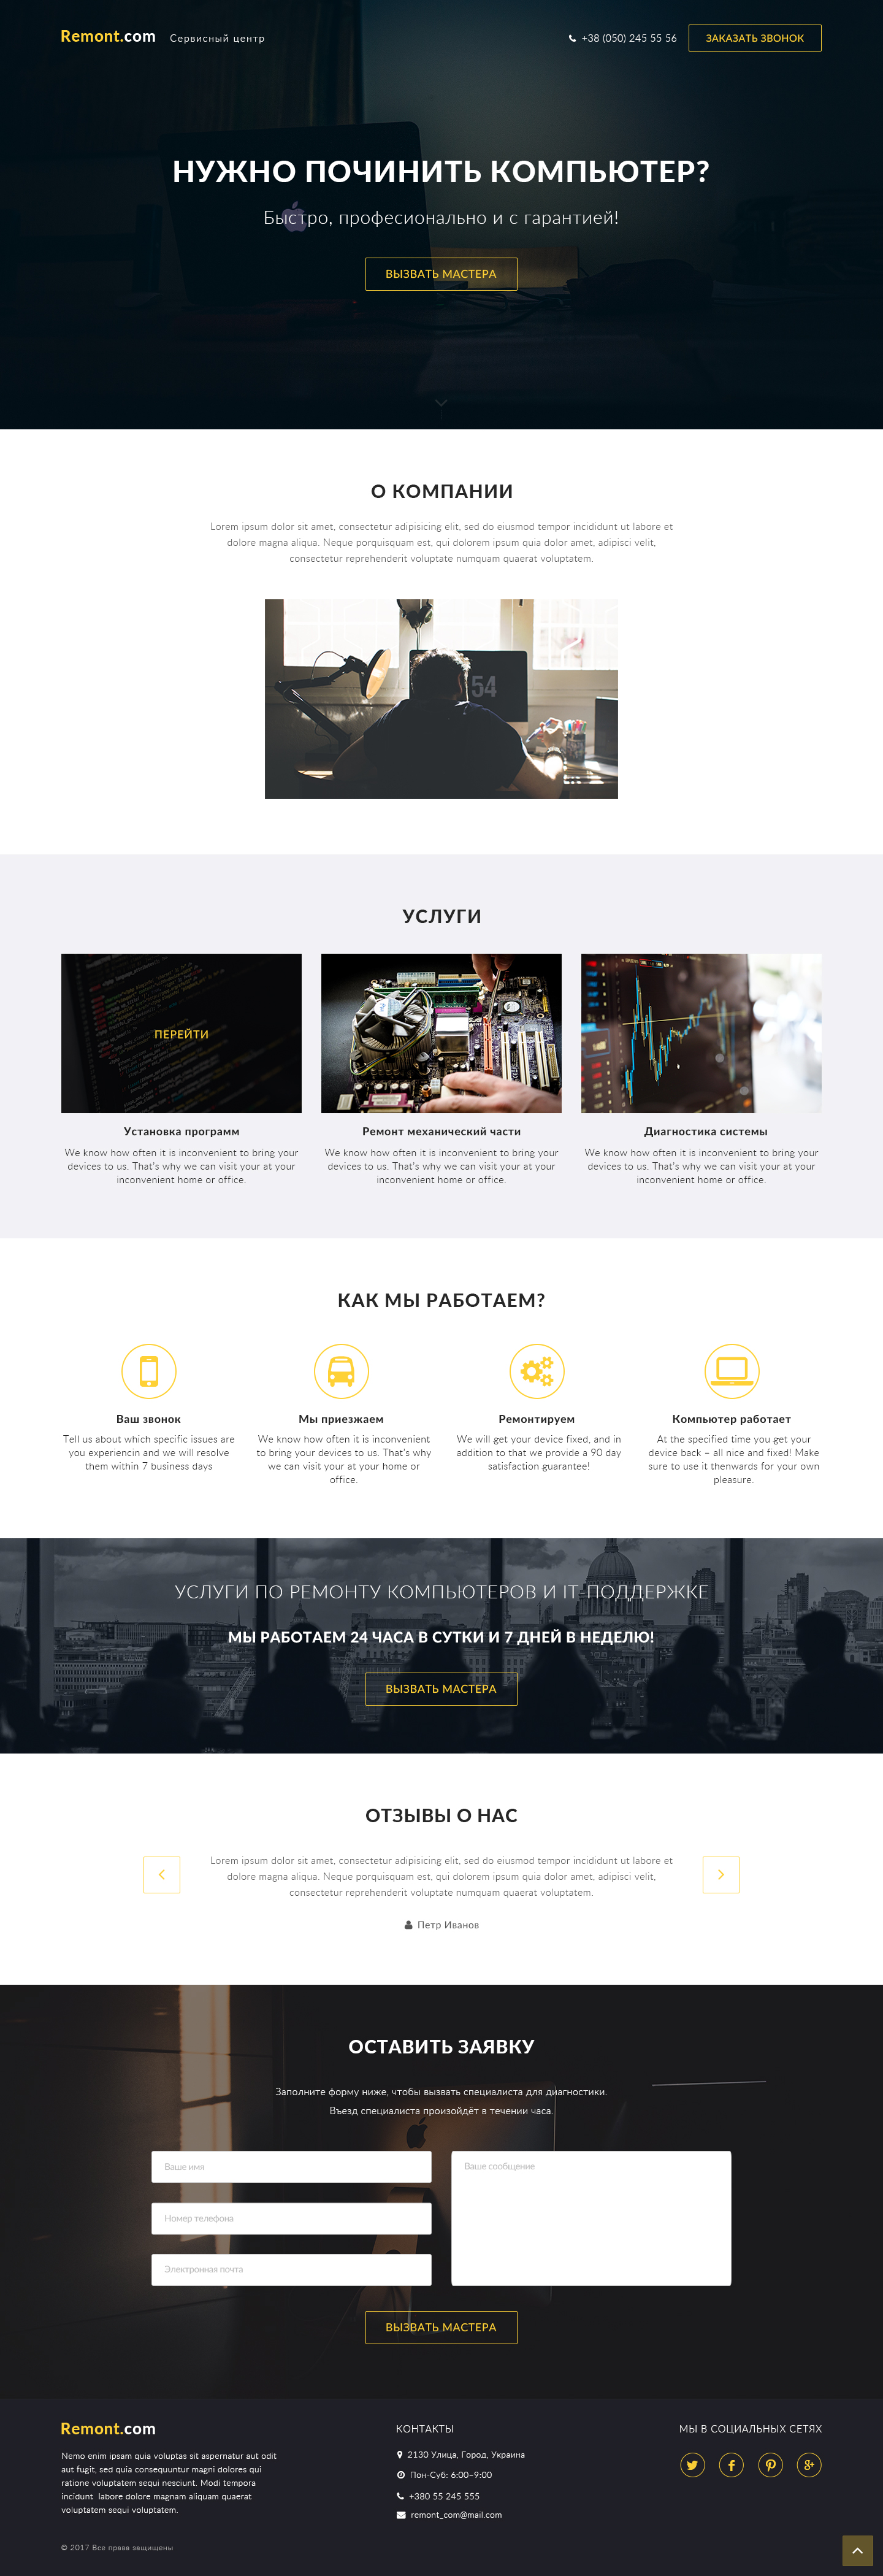 Remont.com
Сервисный центр
+38 (050) 245 55 56
ЗАКАЗАТЬ ЗВОНОК
НУЖНО ПОЧИНИТЬ КОМПЬЮТЕР?
Быстро, професионально и с гарантией!
ВЫЗВАТЬ МАСТЕРА
О КОМПАНИИ
Lorem ipsum dolor sit amet, consectetur adipisicing elit, sed do eiusmod tempor incididunt ut labore et
dolore magna aliqua. Neque porquisquam est, qui dolorem ipsum quia dolor amet, adipisci velit,
consectetur reprehenderit voluptate numquam quaerat voluptatem.
54
УСЛУГИ
ПЕРЕЙТИ
Установка программ
We know how often it is inconvenient to bring your
devices to us. That's why we can visit your at your
inconvenient home or office.
Ремонт механический части
We know how often it is inconvenient to bring your
devices to us. That's why we can visit your at your
inconvenient home or office.
Диагностика системы
We know how often it is inconvenient to bring your
devices to us. That's why we can visit your at your
inconvenient home or office.
КАК МЫ РАБОТАЕМ?
Ваш звонок
Tell us about which specific issues are
you experiencin and we will resolve
them within 7 business days
Мы приезжаем
We know how often it is inconvenient
to bring your devices to us. That's why
we can visit your at your home or
office.
Ремонтируем
We will get your device fixed, and in
addition to that we provide a 90 day
satisfaction guarantee!
Компьютер работает
At the specified time you get your
device back – all nice and fixed! Make
sure to use it thenwards for your own
pleasure.
УСЛУГИ ПО РЕМОНТУ КОМПЬЮТЕРОВ И IT-ПОДДЕРЖКЕ
МЫ РАБОТАЕМ 24 ЧАСА В СУТКИ И 7 ДНЕЙ В НЕДЕЛЮ!
ВЫЗВАТЬ МАСТЕРА
ОТЗЫВЫ О НАС
Lorem ipsum dolor sit amet, consectetur adipisicing elit, sed do eiusmod tempor incididunt ut labore et
dolore magna aliqua. Neque porquisquam est, qui dolorem ipsum quia dolor amet, adipisci velit,
consectetur reprehenderit voluptate numquam quaerat voluptatem.
Петр Иванов
ОСТАВИТЬ ЗАЯВКУ
Заполните форму ниже, чтобы вызвать специалиста для диагностики.
Въезд специалиста произойдёт в течении часа.
Ваше имя
Номер телефона
Электронная почта
Ваше сообщение
ВЫЗВАТЬ МАСТЕРА
Remont.com
Nemo enim ipsam quia voluptas sit aspernatur aut odit
aut fugit, sed quia consequuntur magni dolores qui
ratione voluptatem sequi nesciunt. Modi tempora
incidunt labore dolore magnam aliquam quaerat
voluptatem sequi voluptatem.
© 2017 Все права защищены
КОНТАКТЫ
2130 Улица, Город, Украина
Пон-Суб: 6:00–9:00
+380 55 245 555
remont_com@mail.com
МЫ В СОЦИАЛЬНЫХ СЕТЯХ